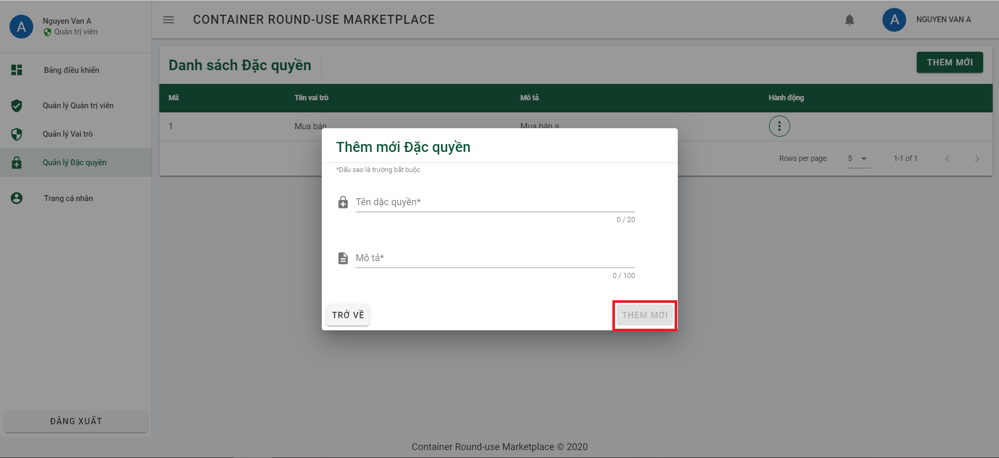 A
Nguyen Van A
Quản trị viên
CONTAINER ROUND-USE MARKETPLACE
A
NGUYEN VAN A
Bảng điều khiển
Quản lý Quản trị viên
Quản lý Vai trò
Quản lý Đặc quyền
Trang cá nhân
ĐĂNG XUẤT
Danh sách Đặc quyền
THÊM MỚI
Mã Tên vai trò Mô tả Hành động
1 Mua bán Mua bán a
Rows per page: 5 1-1 of 1
Thêm mới Đặc quyền
*Dấu sao là trường bắt buộc
Tên dặc quyền*
0 / 20
Mô tả*
0 / 100
TRỞ VỀ
THÊM MỚI
Container Round-use Marketplace © 2020